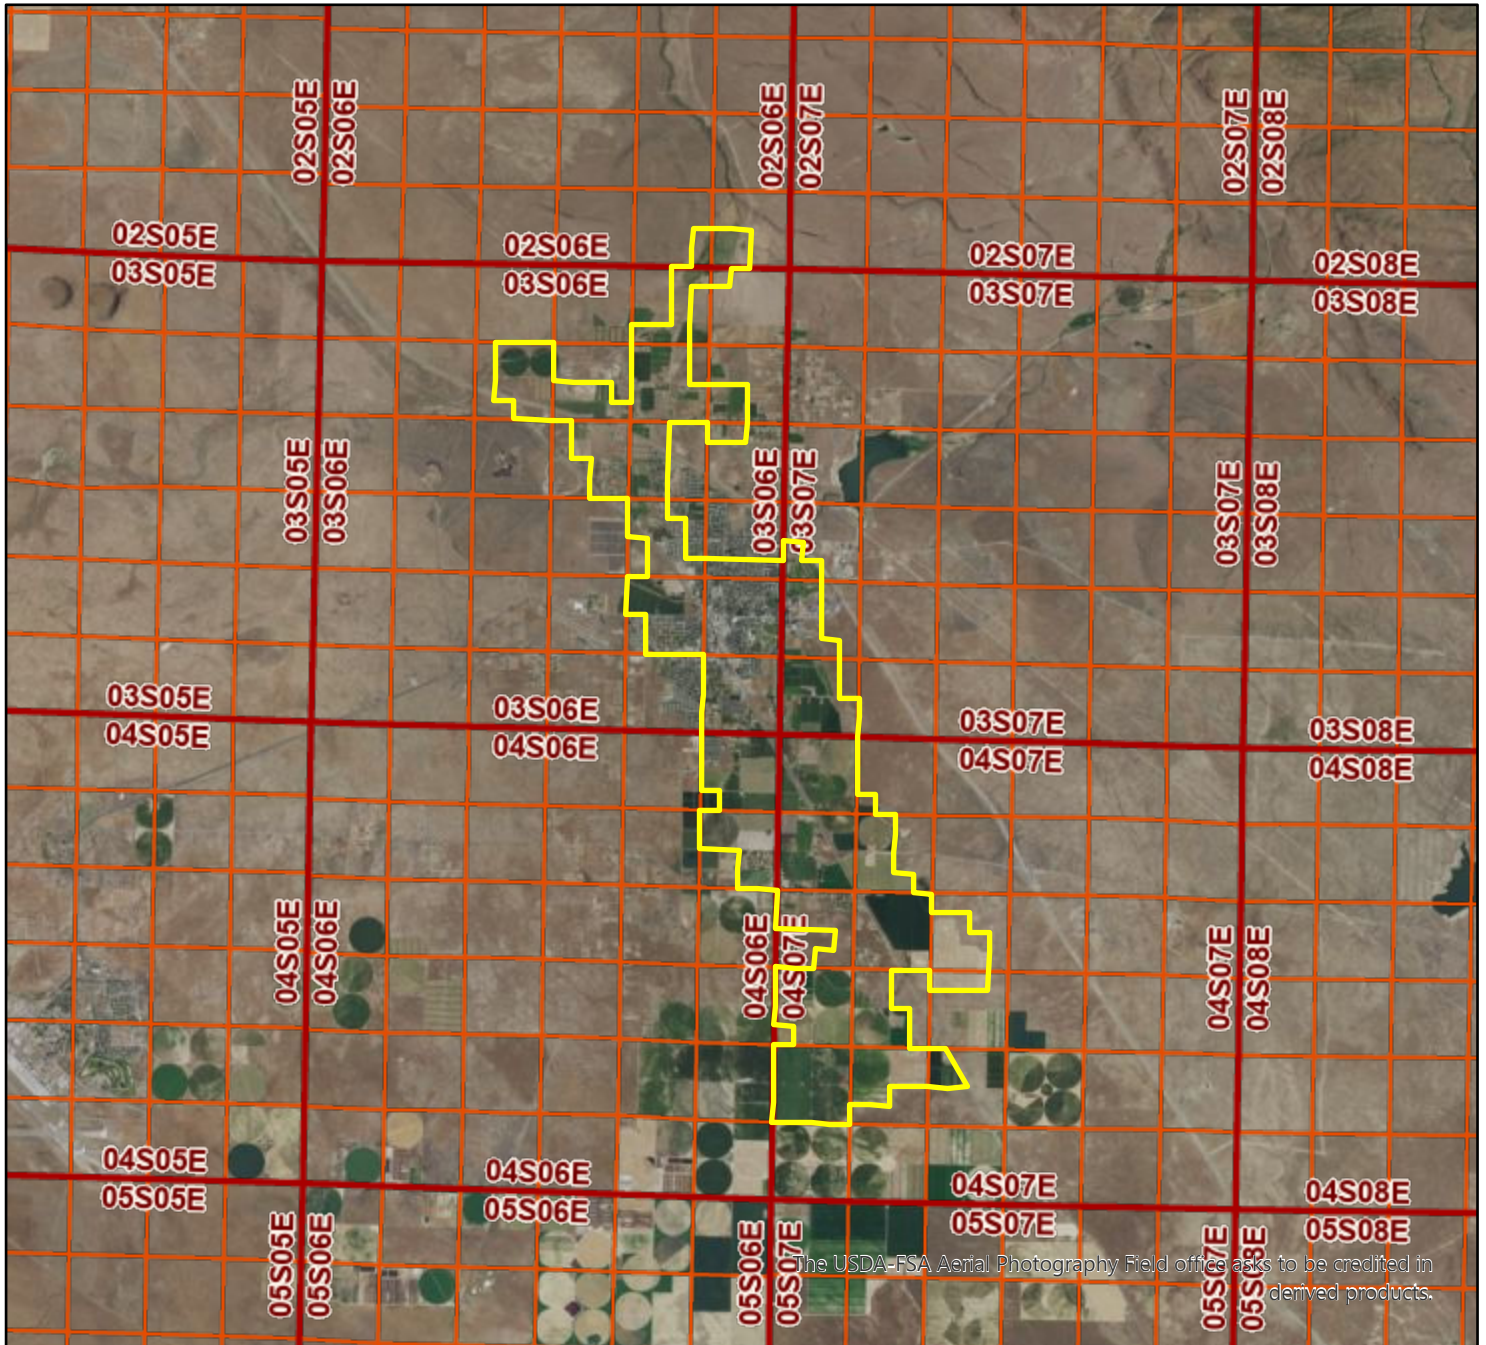 02S05E
02S06E
02S06E
02S07E
02S07E
02S08E
02S05E
03S05E
02S06E
03S06E
02S07E
03S07E
02S08E
03S08E
03S05E
03S06E
03S06E
03S07E
03S07E
03S08E
03S05E
04S05E
03S06E
04S06E
03S07E
04S07E
03S08E
04S08E
04S05E
04S06E
04S06E
04S07E
04S07E
04S08E
04S05E
05S05E
04S06E
05S06E
04S07E
05S07E
04S08E
05S08E
05S05E
05S06E
05S06E
05S07E
05S07E
05S08E
The USDA-FSA Aerial Photography Field office asks to be credited in
derived products.